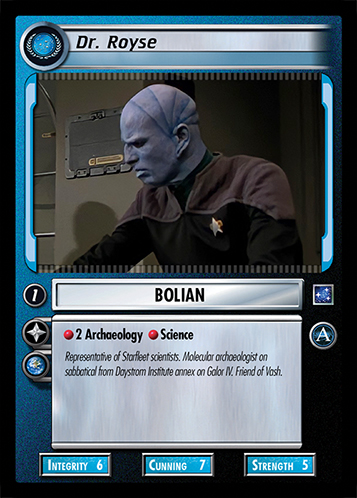 Dr. Royse
1
BOLIAN
2 Archaeology Science
A
Representative of Starfleet scientists. Molecular archaeologist on
sabbatical from Daystrom Institute annex on Galor IV. Friend of Vash.
INTEGRITY 6 CUNNING 7 STRENGTH 5